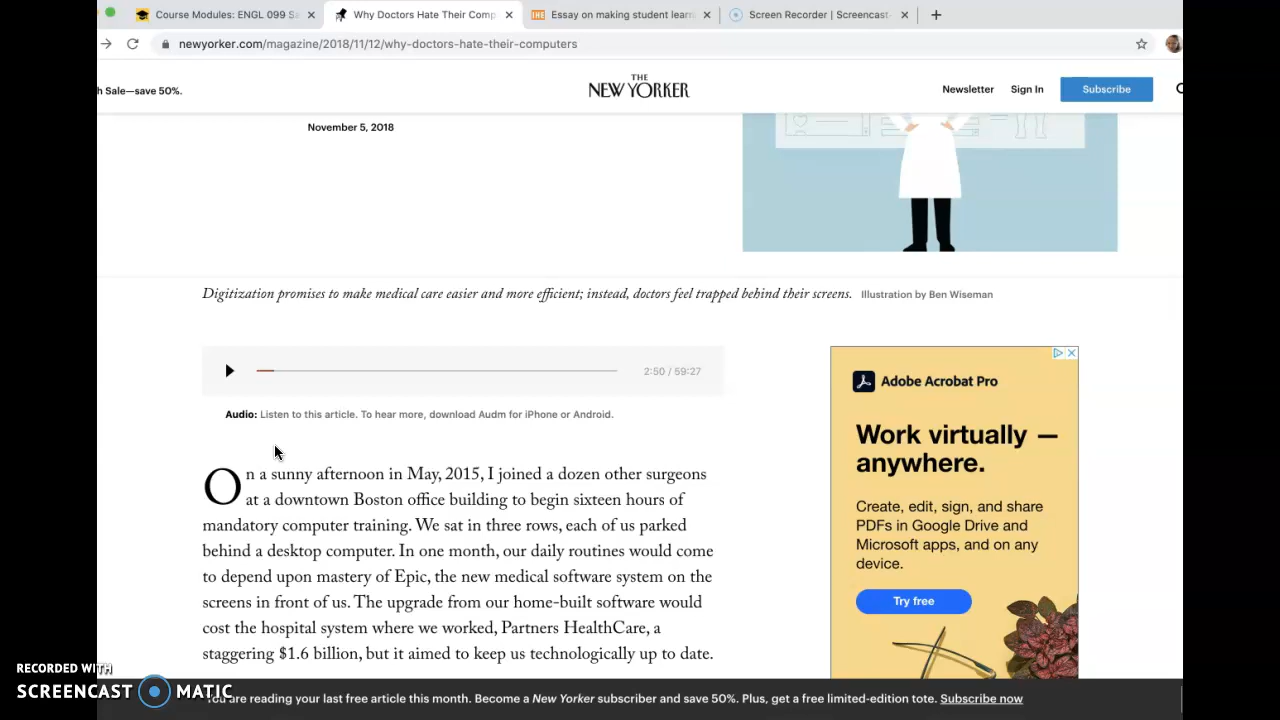 Course Modules: ENGL 099 Sa
Why Doctors Hate Their Comp
Essay on making student learn
Screen Recorder | Screencast-
newyorker.com/magazine/2018/11/12/why-doctors-hate-their-computers
h Sale—save 50%.
THE
NEW YORKER
Newsletter
Sign In
Subscribe
November 5, 2018
Digitization promises to make medical care easier and more efficient; instead, doctors feel trapped behind their screens. Illustration by Ben Wiseman
2:50 / 59:27
Audio: Listen to this article. To hear more, download Audm for iPhone or Android.
On a sunny afternoon in May, 2015, I joined a dozen other surgeons
at a downtown Boston office building to begin sixteen hours of
mandatory computer training. We sat in three rows, each of us parked
behind a desktop computer. In one month, our daily routines would come
to depend upon mastery of Epic, the new medical software system on the
screens in front of us. The upgrade from our home-built software would
cost the hospital system where we worked, Partners HealthCare, a
staggering $1.6 billion, but it aimed to keep us technologically up to date.
Adobe Acrobat Pro
Work virtually —
anywhere.
Create, edit, sign, and share
PDFs in Google Drive and
Microsoft apps, and on any
device.
Try free
RECORDED WITH
SCREENCAST MATIC
You are reading your last free article this month. Become a New Yorker subscriber and save 50%. Plus, get a free limited-edition tote. Subscribe now